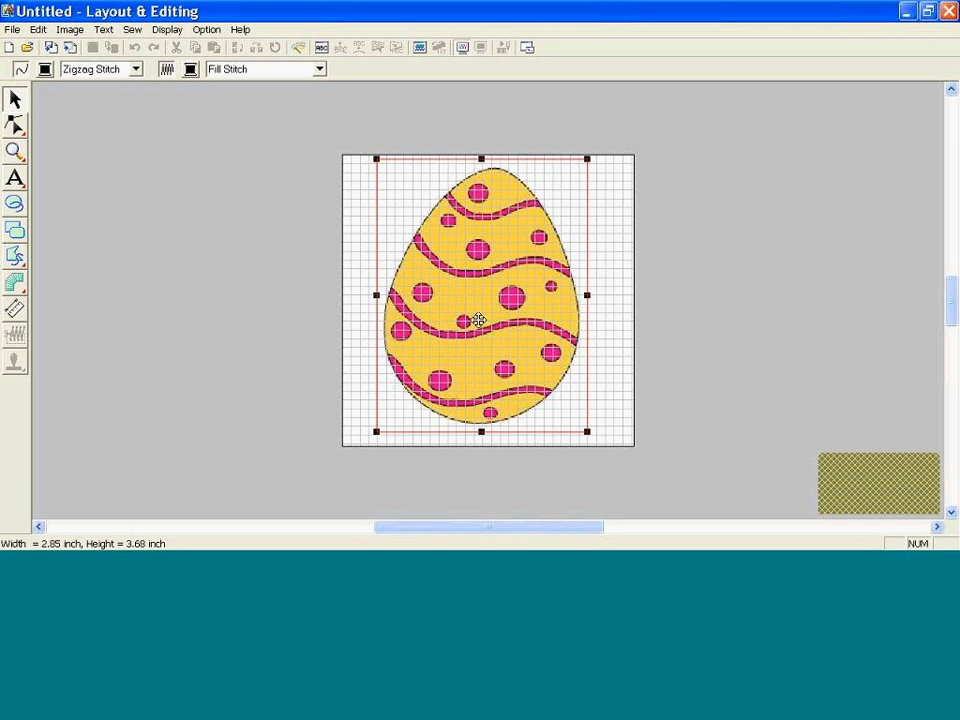 Untitled - Layout & Editing
File Edit Image Text Sew Display Option Help
ABC
Zigzag Stitch Fill Stitch
A
Width = 2.85 inch, Height = 3.68 inch NUM